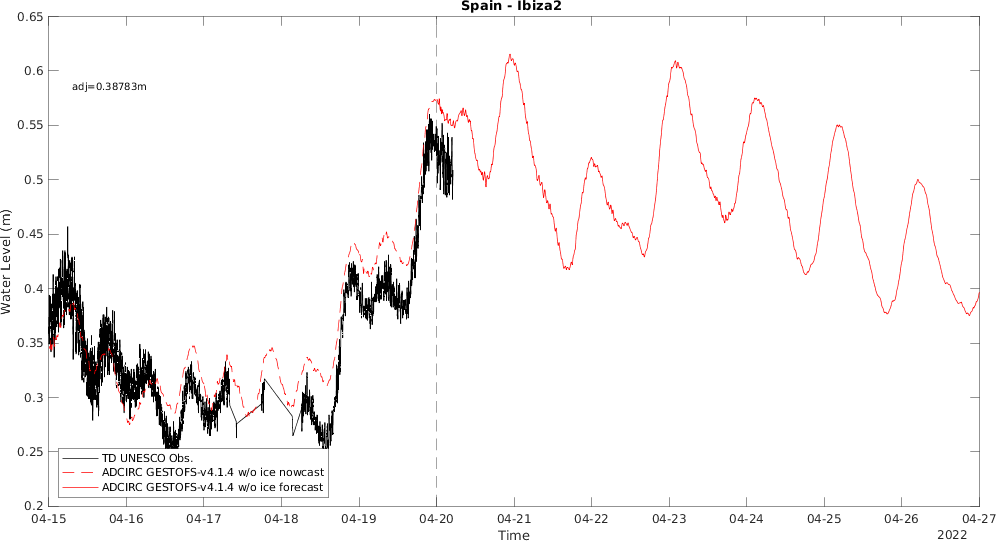 Spain - Ibiza2
0.65
0.6
0.55
0.5
0.45
0.4
0.35
0.3
0.25
0.2
Water Level (m)
adj=0.38783m
TD UNESCO Obs.
ADCIRC GESTOFS-v4.1.4 w/o ice nowcast
ADCIRC GESTOFS-v4.1.4 w/o ice forecast
04-15 04-16 04-17 04-18 04-19 04-20 04-21 04-22 04-23 04-24 04-25 04-26 04-27
Time
2022